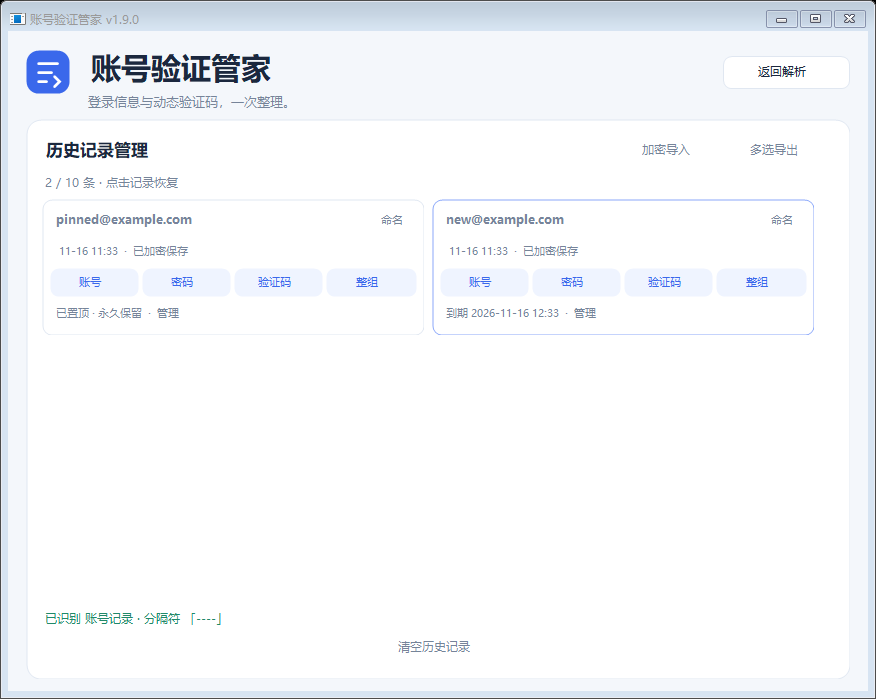 账号验证管家 v1.9.0
账号验证管家
返回解析
登录信息与动态验证码，一次整理。
历史记录管理 加密导入 多选导出
2 / 10 条 · 点击记录恢复
pinned@example.com 命名 new@example.com 命名
11-16 11:33 · 已加密保存 11-16 11:33 · 已加密保存
账号 密码 验证码 整组 账号 密码 验证码 整组
已置顶 · 永久保留 · 管理 到期 2026-11-16 12:33 · 管理
已识别 账号记录 · 分隔符 「----」
清空历史记录